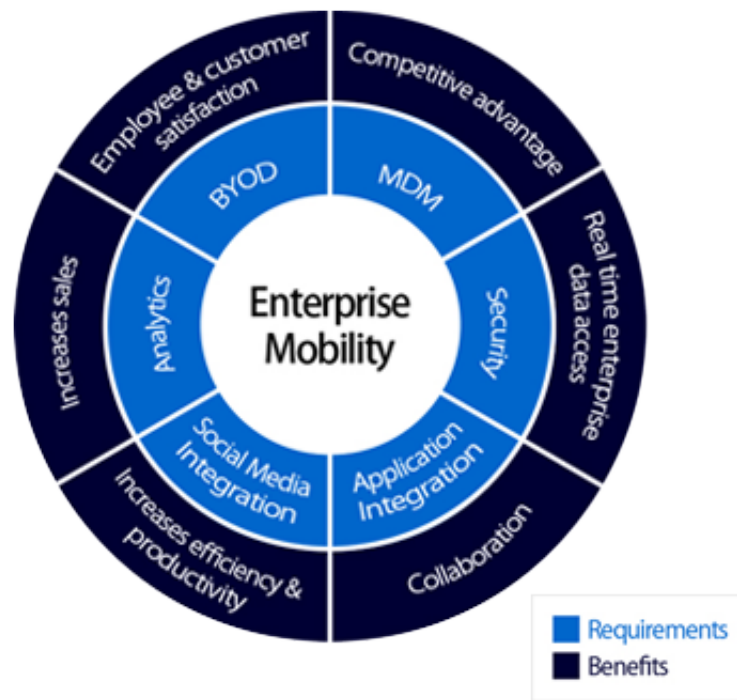 Employee & customer
satisfaction
Competitive advantage
BYOD
MDM
Increases sales
Analytics
Enterprise
Mobility
Security
Real time enterprise
data access
Social Media
Integration
Application
Integration
Increases efficiency &
productivity
Collaboration
Requirements
Benefits